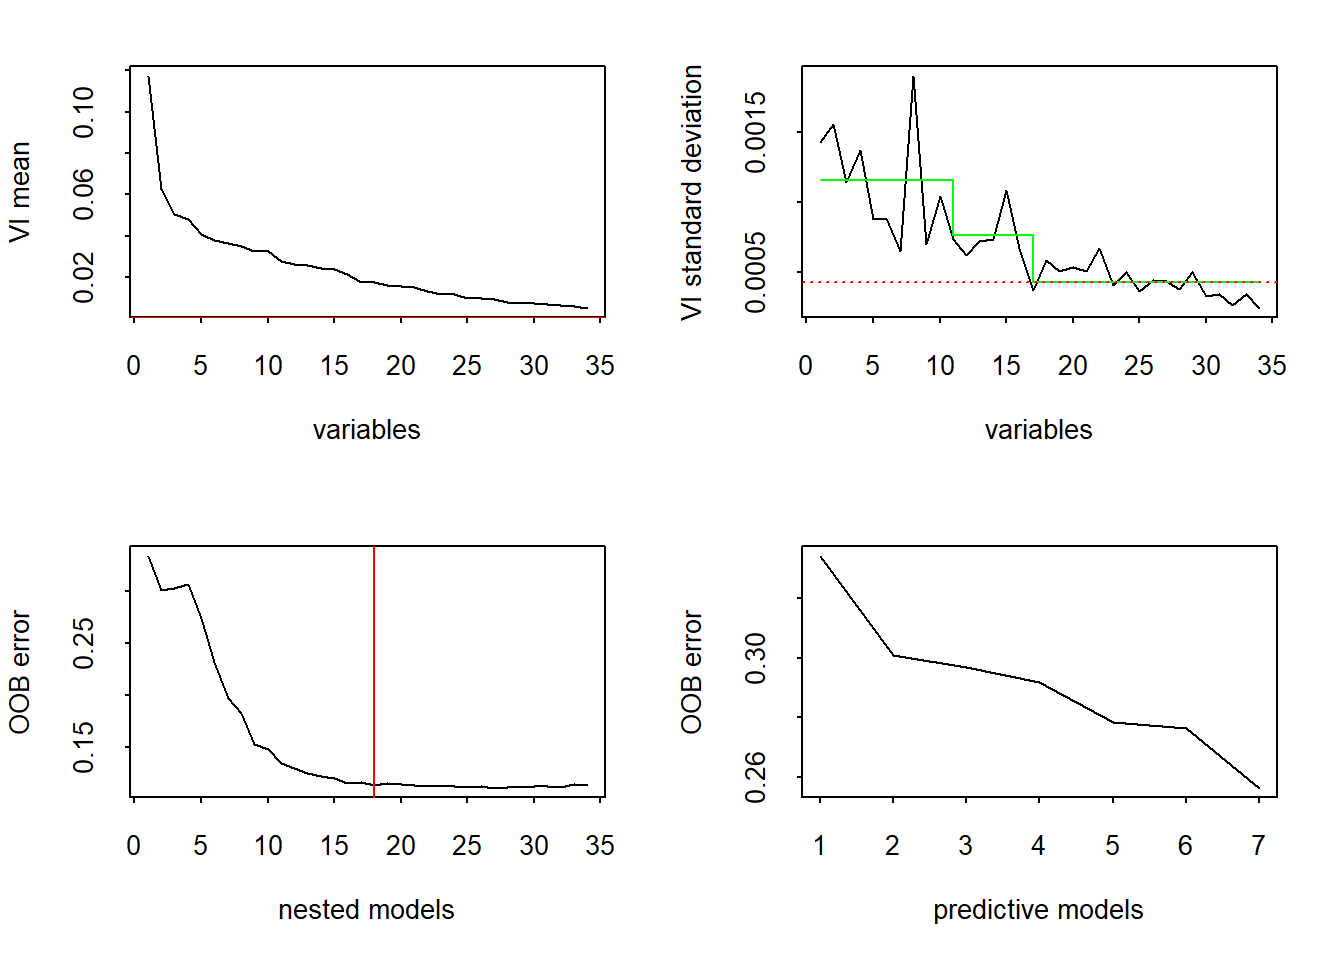 VI mean
0.02 0.06 0.10
0 5 10 15 20 25 30 35
variables
VI standard deviation
0.0005 0.0015
0 5 10 15 20 25 30 35
variables
OOB error
0.15 0.25
0 5 10 15 20 25 30 35
nested models
OOB error
0.26 0.30
1 2 3 4 5 6 7
predictive models